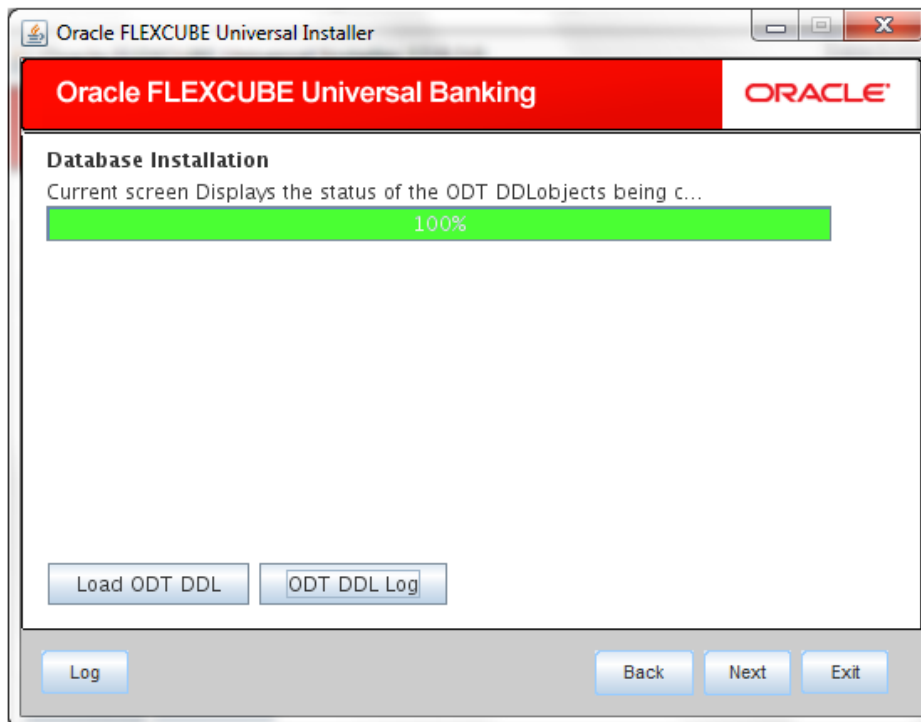 Oracle FLEXCUBE Universal Installer
Oracle FLEXCUBE Universal Banking
ORACLE
Database Installation
Current screen Displays the status of the ODT DDLobjects being c...
100%
Load ODT DDL
ODT DDL Log
Log
Back
Next
Exit